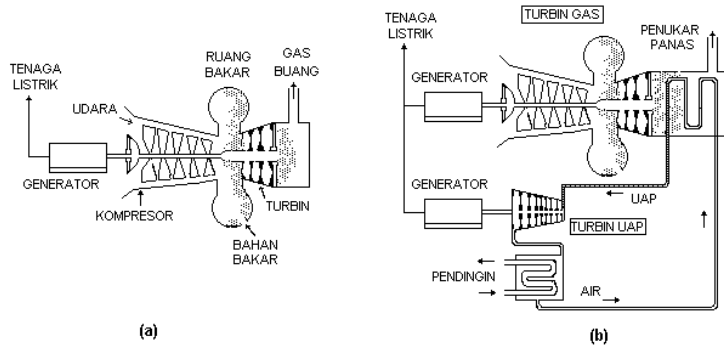 TENAGA
LISTRIK
UDARA
RUANG
BAKAR
GAS
BUANG
GENERATOR
KOMPRESOR
TURBIN
BAHAN
BAKAR
(a)
TURBIN GAS
TENAGA
LISTRIK
PENUKAR
PANAS
GENERATOR
GENERATOR
UAP
TURBIN UAP
PENDINGIN
AIR
(b)